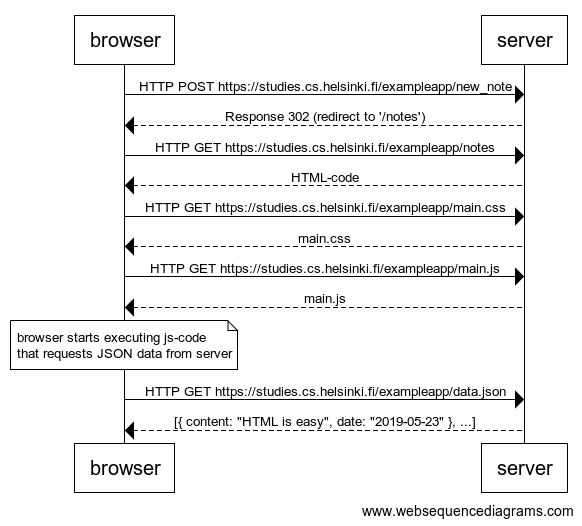 browser server
HTTP POST https://studies.cs.helsinki.fi/exampleapp/new_note
Response 302 (redirect to '/notes')
HTTP GET https://studies.cs.helsinki.fi/exampleapp/notes
HTML-code
HTTP GET https://studies.cs.helsinki.fi/exampleapp/main.css
main.css
HTTP GET https://studies.cs.helsinki.fi/exampleapp/main.js
main.js
browser starts executing js-code
that requests JSON data from server
HTTP GET https://studies.cs.helsinki.fi/exampleapp/data.json
[{ content: "HTML is easy", date: "2019-05-23" }, ...]
browser server
www.websequencediagrams.com